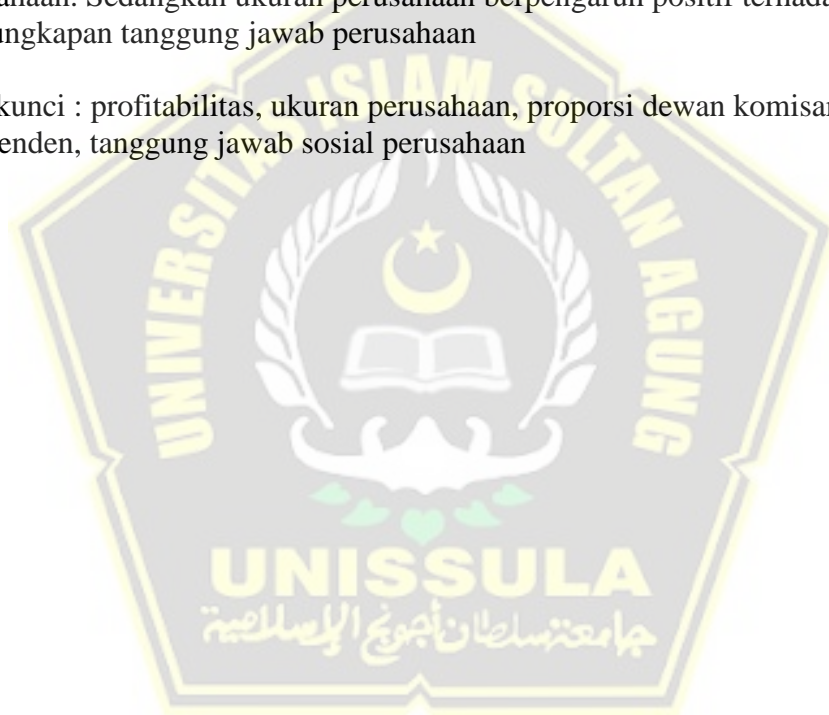 ahaan. Sedangkan ukuran perusahaan berpengaruh positif terhada
ungkapan tanggung jawab perusahaan
kunci : profitabilitas, ukuran perusahaan, proporsi dewan komisar
enden, tanggung jawab sosial perusahaan
UNIVERSITAS ISLAM SULTAN AGUNG
UNISSULA
جامعة سلطان أجونج الإسلامية